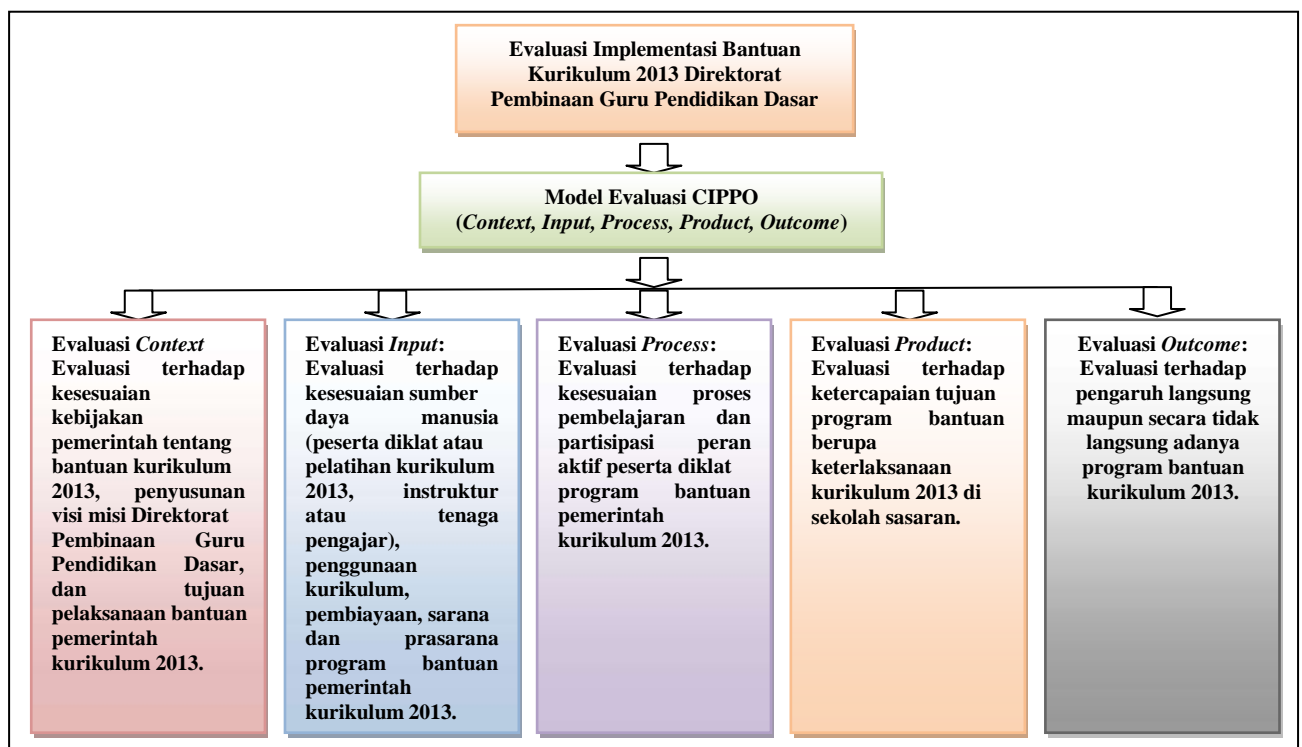 Evaluasi Implementasi Bantuan
Kurikulum 2013 Direktorat
Pembinaan Guru Pendidikan Dasar
Model Evaluasi CIPPO
(Context, Input, Process, Product, Outcome)
Evaluasi Context
Evaluasi terhadap
kesesuaian
kebijakan
pemerintah tentang
bantuan kurikulum
2013, penyusunan
visi misi Direktorat
Pembinaan Guru
Pendidikan Dasar,
dan tujuan
pelaksanaan bantuan
pemerintah
kurikulum 2013.
Evaluasi Input:
Evaluasi terhadap
kesesuaian sumber
daya manusia
(peserta diklat atau
pelatihan kurikulum
2013, instruktur
atau tenaga
pengajar),
penggunaan
kurikulum,
pembiayaan, sarana
dan prasarana
program bantuan
pemerintah
kurikulum 2013.
Evaluasi Process:
Evaluasi terhadap
kesesuaian proses
pembelajaran dan
partisipasi peran
aktif peserta diklat
program bantuan
pemerintah
kurikulum 2013.
Evaluasi Product:
Evaluasi terhadap
ketercapaian tujuan
program bantuan
berupa
keterlaksanaan
kurikulum 2013 di
sekolah sasaran.
Evaluasi Outcome:
Evaluasi terhadap
pengaruh langsung
maupun secara tidak
langsung adanya
program bantuan
kurikulum 2013.